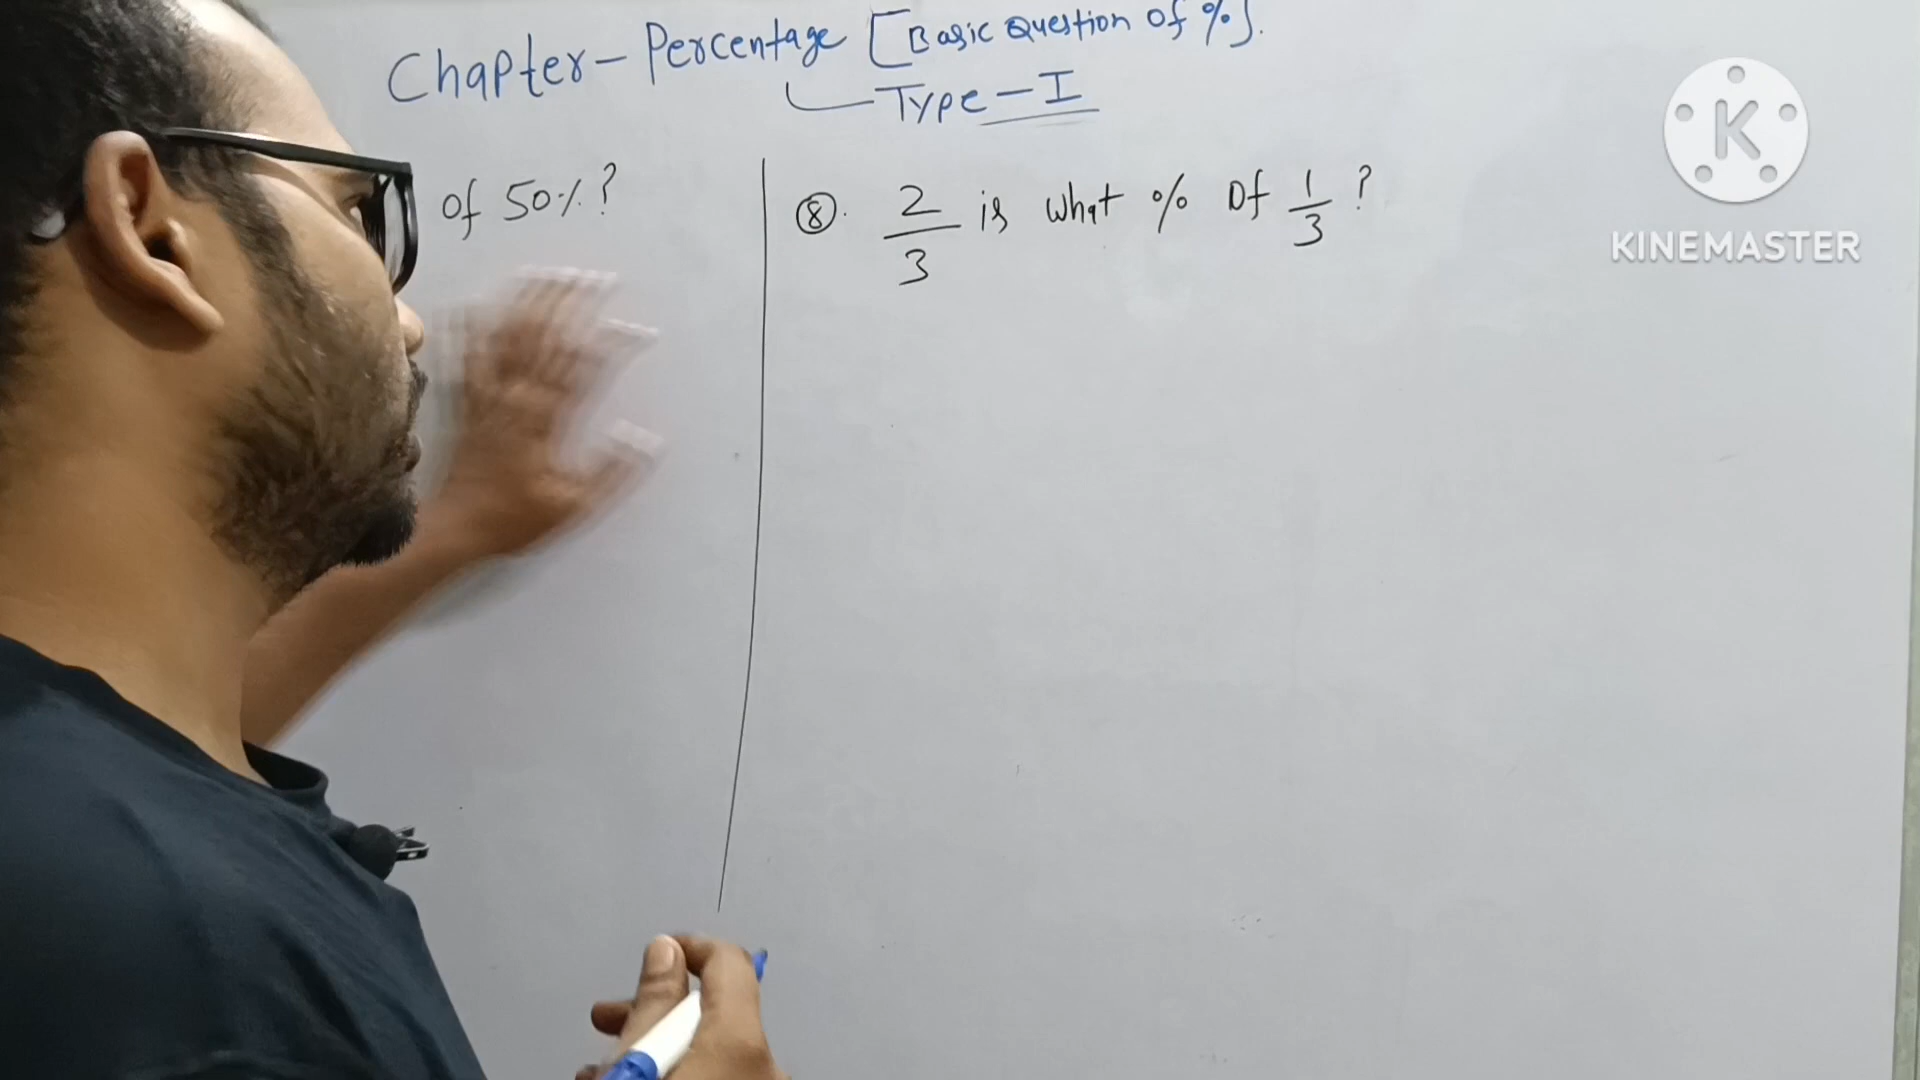 Chapter - Percentage [Basic Question Of %].
Type - I
Of 50%?
⑧. 2/3 is what % Of 1/3 ?
K
KINEMASTER